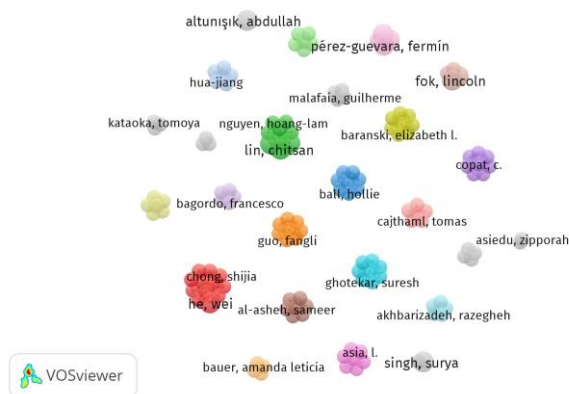 altunışık, abdullah
pérez-guevara, fermín
hua-jiang
fok, lincoln
malafaia, guilherme
kataoka, tomoya
nguyen, hoang-lam
baranski, elizabeth l.
lin, chitsan
copat, c.
ball, hollie
bagordo, francesco
cajthaml, tomas
guo, fangli
asiedu, zipporah
chong, shijia
ghotekar, suresh
he, wei
al-asheh, sameer
akhbarizadeh, razegheh
asia, l.
bauer, amanda leticia
singh, surya
VOSviewer